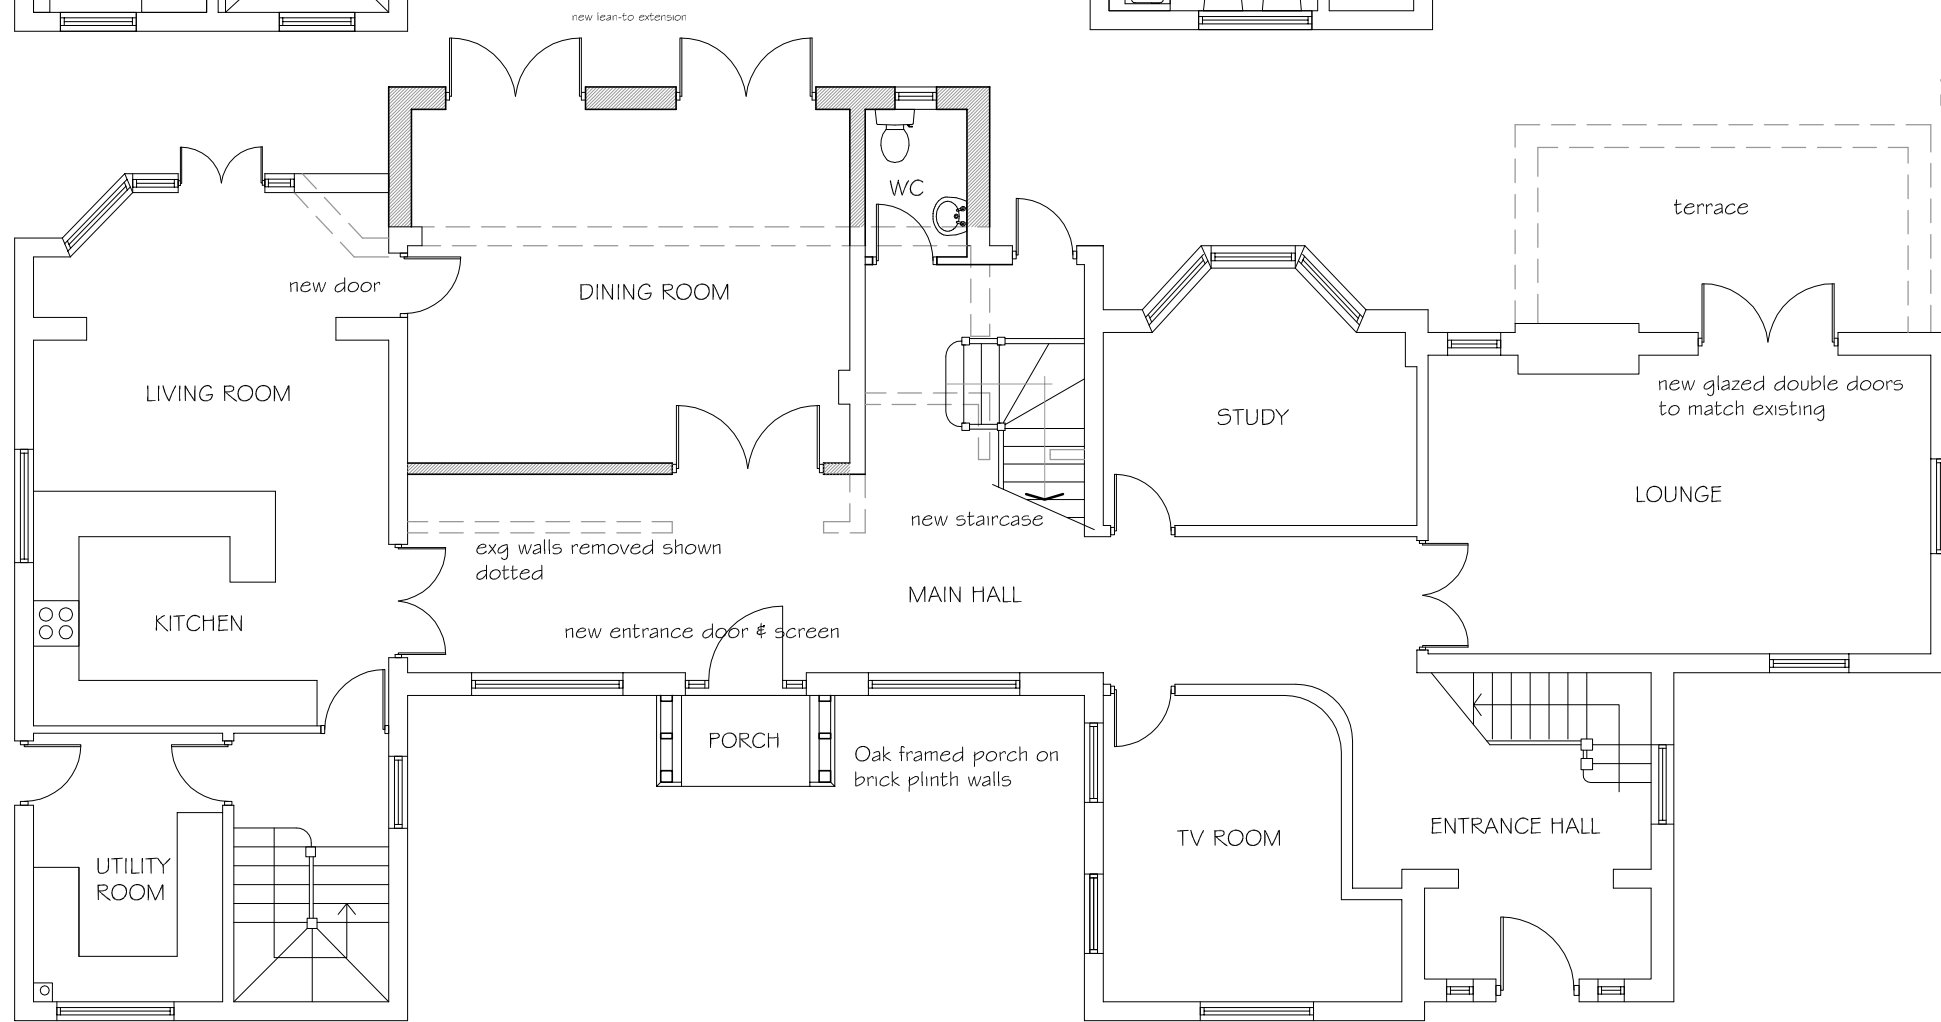 new lean-to extension
WC
terrace
new door
DINING ROOM
LIVING ROOM
STUDY
new glazed double doors
to match existing
LOUNGE
new staircase
exg walls removed shown
dotted
MAIN HALL
KITCHEN
new entrance door & screen
PORCH
Oak framed porch on
brick plinth walls
TV ROOM
ENTRANCE HALL
UTILITY
ROOM